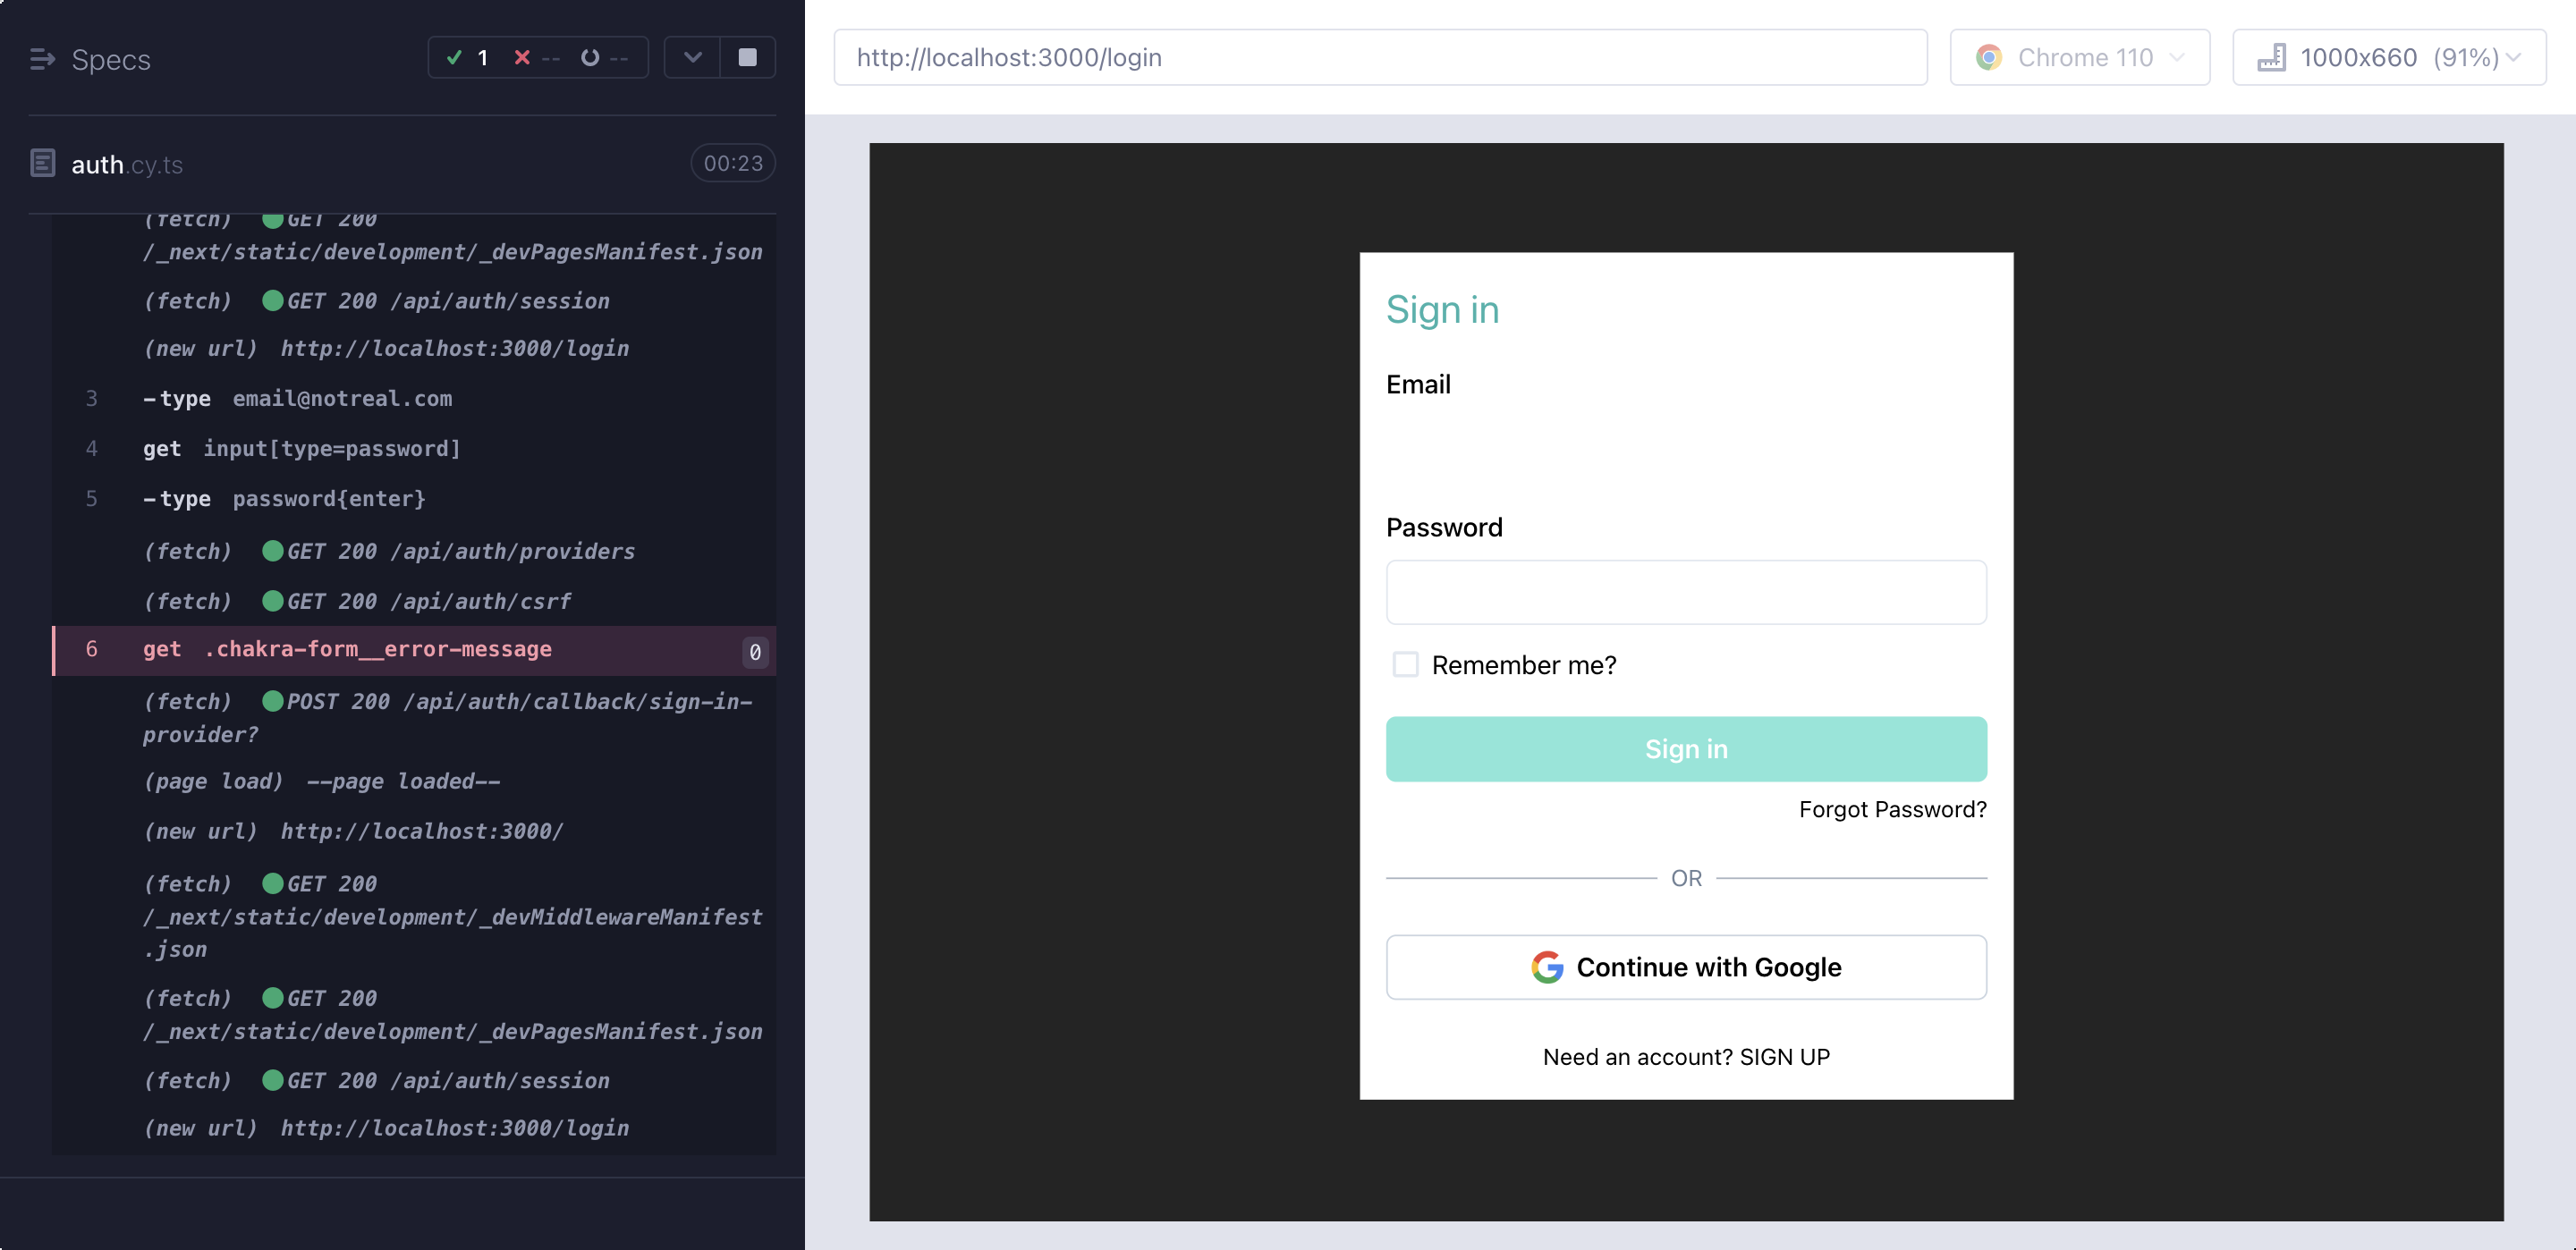 Specs
1 -- --
auth.cy.ts 00:23
(fetch) GET 200
/_next/static/development/_devPagesManifest.json
(fetch) GET 200 /api/auth/session
(new url) http://localhost:3000/login
3 -type email@notreal.com
4 get input[type=password]
5 -type password{enter}
(fetch) GET 200 /api/auth/providers
(fetch) GET 200 /api/auth/csrf
6 get .chakra-form__error-message 0
(fetch) POST 200 /api/auth/callback/sign-in-
provider?
(page load) --page loaded--
(new url) http://localhost:3000/
(fetch) GET 200
/_next/static/development/_devMiddlewareManifest
.json
(fetch) GET 200
/_next/static/development/_devPagesManifest.json
(fetch) GET 200 /api/auth/session
(new url) http://localhost:3000/login
http://localhost:3000/login
Chrome 110
1000x660 (91%)
Sign in
Email
Password
Remember me?
Sign in
Forgot Password?
OR
Continue with Google
Need an account? SIGN UP